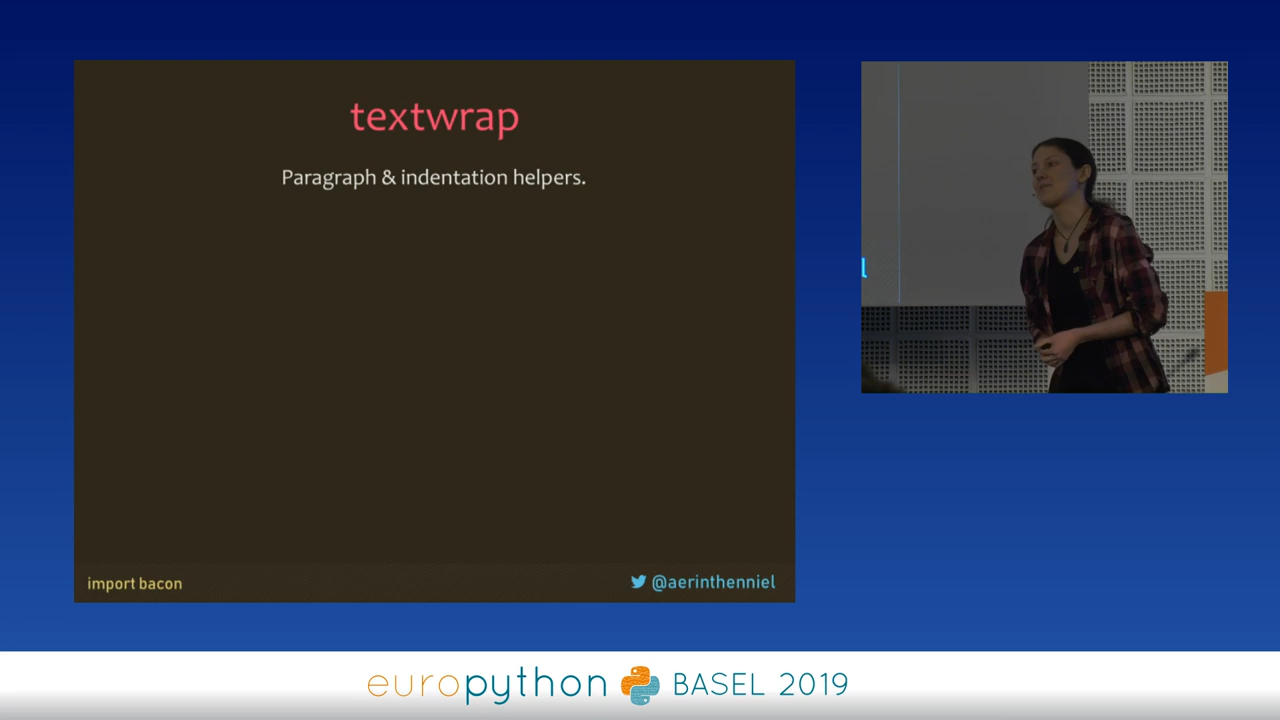 textwrap
Paragraph & indentation helpers.
l
import bacon
@aerinthenniel
europython BASEL 2019